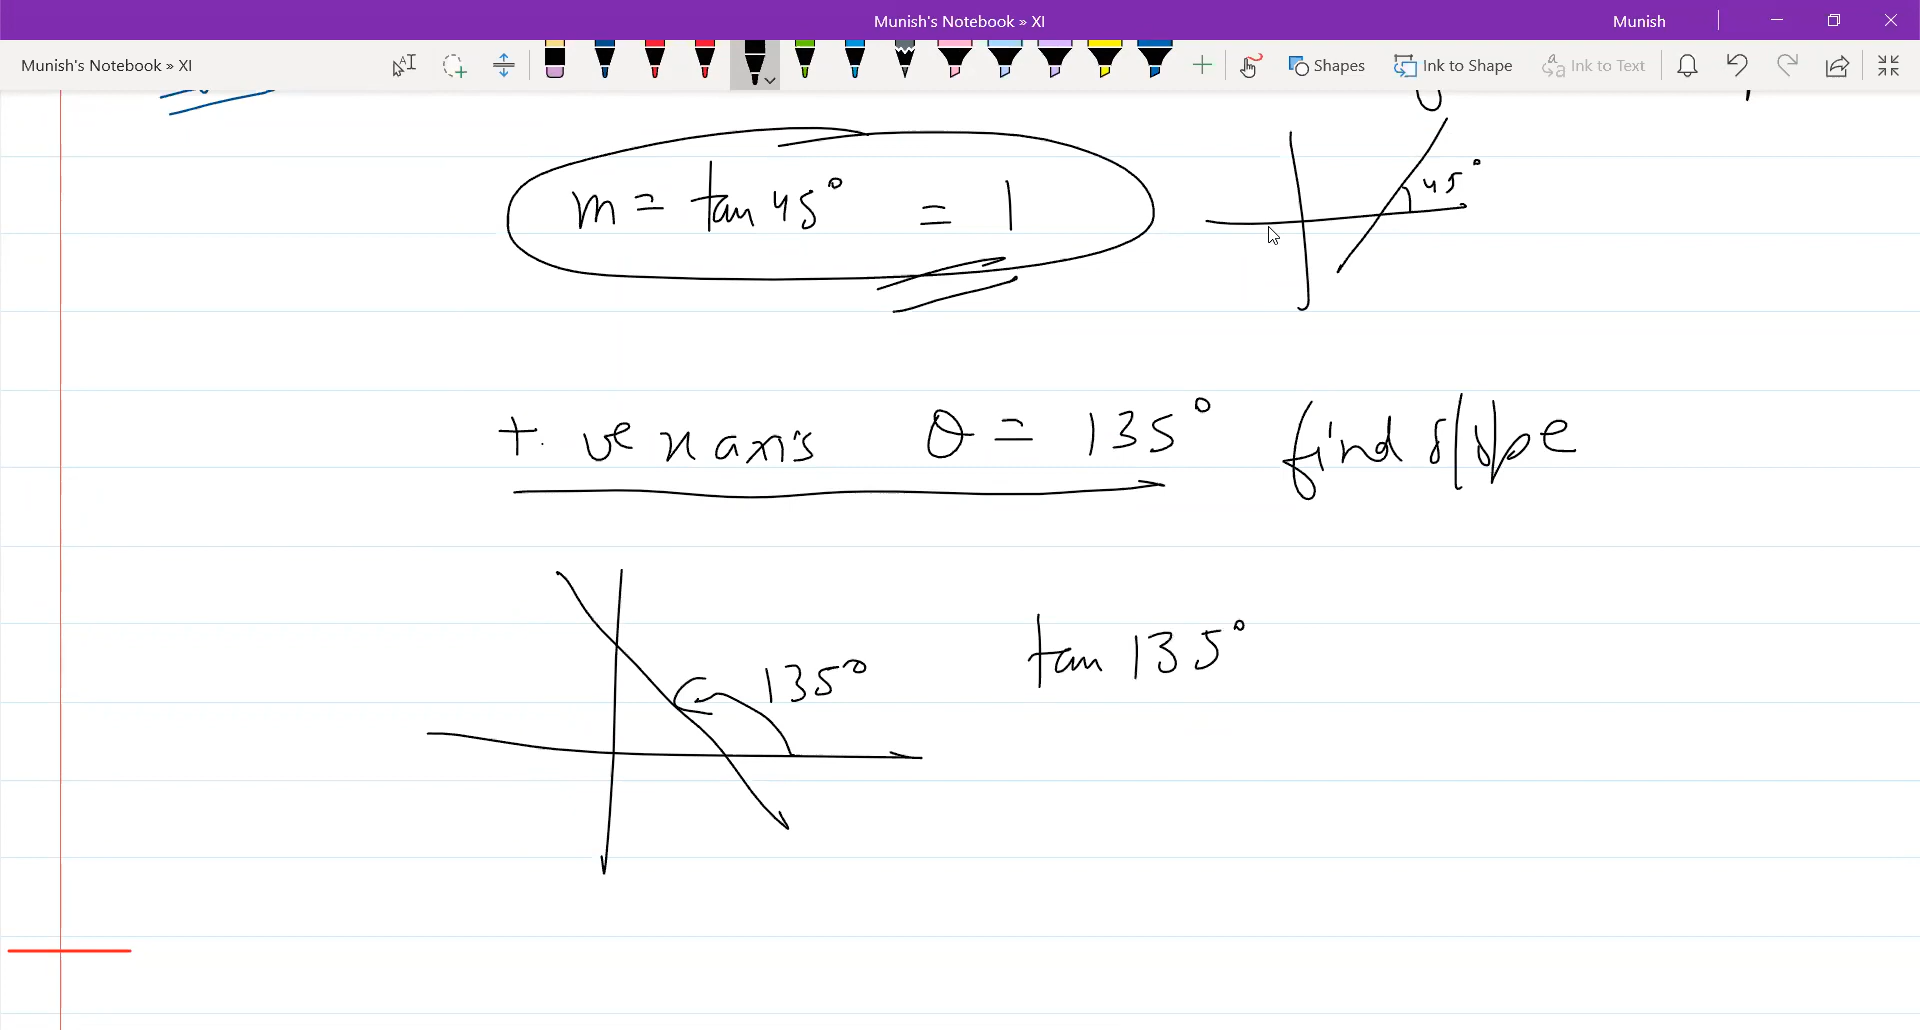 Munish's Notebook » XI
Munish
Munish's Notebook » XI
Shapes
Ink to Shape
Ink to Text
m = tan 45° = 1
45°
+ ve x axis θ = 135° find slope
135°
tan 135°